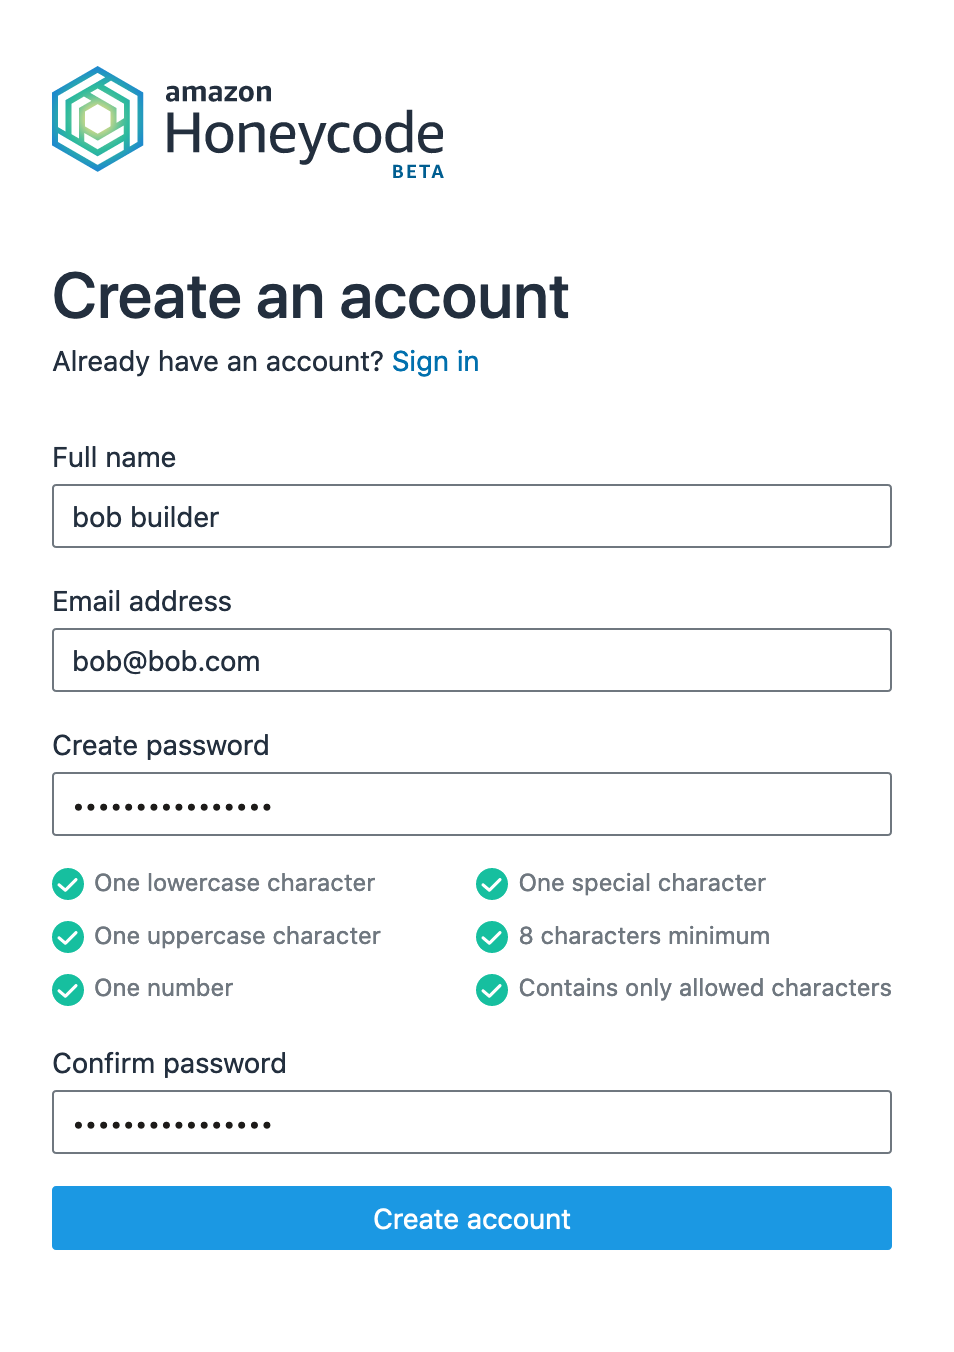 amazon
Honeycode
BETA
Create an account
Already have an account? Sign in
Full name
bob builder
Email address
bob@bob.com
Create password
••••••••••••••••
One lowercase character
One special character
One uppercase character
8 characters minimum
One number
Contains only allowed characters
Confirm password
••••••••••••••••
Create account